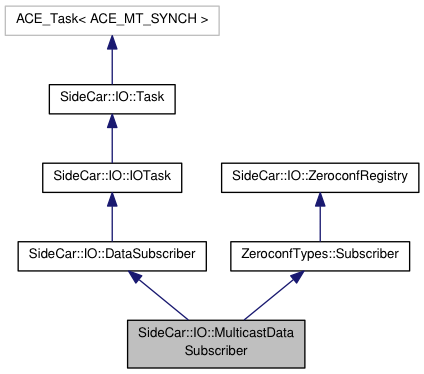 ACE_Task< ACE_MT_SYNCH >
SideCar::IO::Task
SideCar::IO::IOTask
SideCar::IO::ZeroconfRegistry
SideCar::IO::DataSubscriber
ZeroconfTypes::Subscriber
SideCar::IO::MulticastData
Subscriber